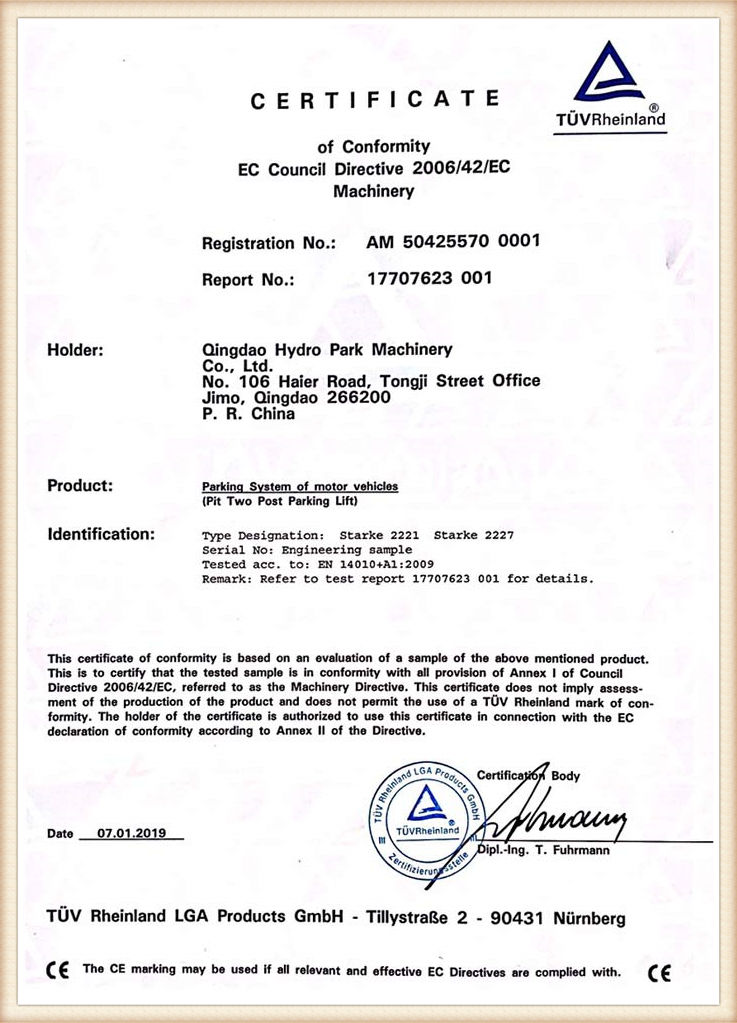 CERTIFICATE
TÜVRheinland®
of Conformity
EC Council Directive 2006/42/EC
Machinery
Registration No.: AM 50425570 0001
Report No.: 17707623 001
Holder: Qingdao Hydro Park Machinery
Co., Ltd.
No. 106 Haier Road, Tongji Street Office
Jimo, Qingdao 266200
P. R. China
Product: Parking System of motor vehicles
(Pit Two Post Parking Lift)
Identification: Type Designation: Starke 2221 Starke 2227
Serial No: Engineering sample
Tested acc. to: EN 14010+A1:2009
Remark: Refer to test report 17707623 001 for details.
This certificate of conformity is based on an evaluation of a sample of the above mentioned product.
This is to certify that the tested sample is in conformity with all provision of Annex I of Council
Directive 2006/42/EC, referred to as the Machinery Directive. This certificate does not imply assess-
ment of the production of the product and does not permit the use of a TÜV Rheinland mark of con-
formity. The holder of the certificate is authorized to use this certificate in connection with the EC
declaration of conformity according to Annex II of the Directive.
TÜV Rheinland LGA Products GmbH
TÜVRheinland®
Zertifizierungsstelle
Certification Body
Date 07.01.2019
Dipl.-Ing. T. Fuhrmann
TÜV Rheinland LGA Products GmbH - Tillystraße 2 - 90431 Nürnberg
CE The CE marking may be used if all relevant and effective EC Directives are complied with. CE